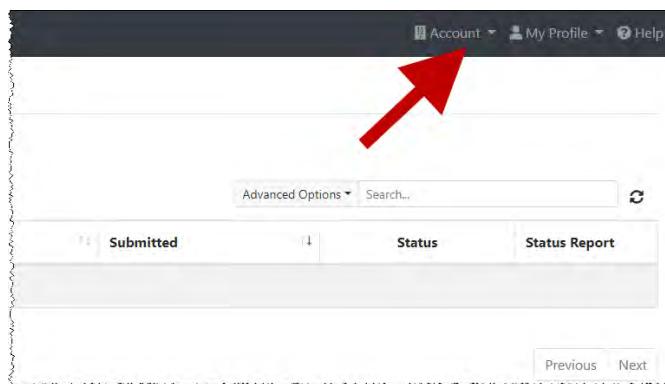 Account My Profile Help
Advanced Options Search...
Submitted Status Status Report
Previous Next